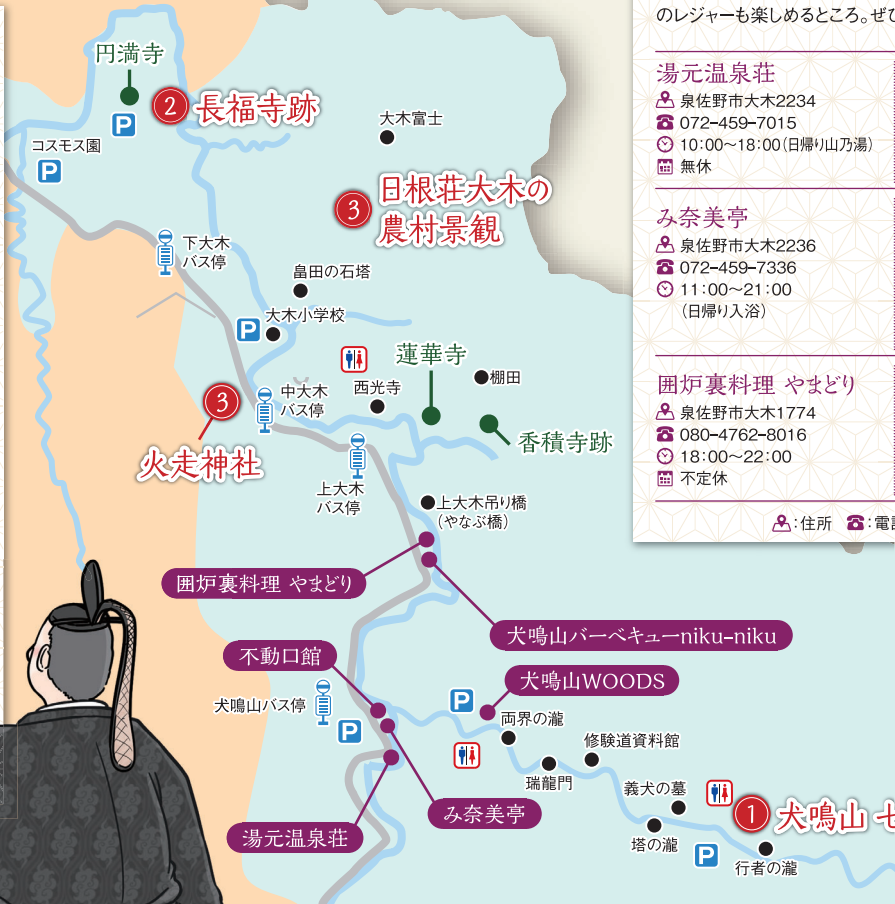 のレジャーも楽しめるところ。ぜひ
湯元温泉荘
泉佐野市大木2234
072-459-7015
10:00～18:00(日帰り山乃湯)
無休
み奈美亭
泉佐野市大木2236
072-459-7336
11:00～21:00
(日帰り入浴)
囲炉裏料理 やまどり
泉佐野市大木1774
080-4762-8016
18:00～22:00
不定休
:住所 :電
円満寺
2 長福寺跡
P
コスモス園
P
大木富士
3 日根荘大木の
農村景観
下大木
バス停
畠田の石塔
P 大木小学校
蓮華寺
棚田
西光寺
3
中大木
バス停
香積寺跡
火走神社
上大木
バス停
上大木吊り橋
(やなぶ橋)
囲炉裏料理 やまどり
犬鳴山バーベキューniku-niku
不動口館
犬鳴山WOODS
犬鳴山バス停
P
P
両界の瀧
修験道資料館
瑞龍門
義犬の墓
み奈美亭
1 犬鳴山 七
塔の瀧
湯元温泉荘
P
行者の瀧